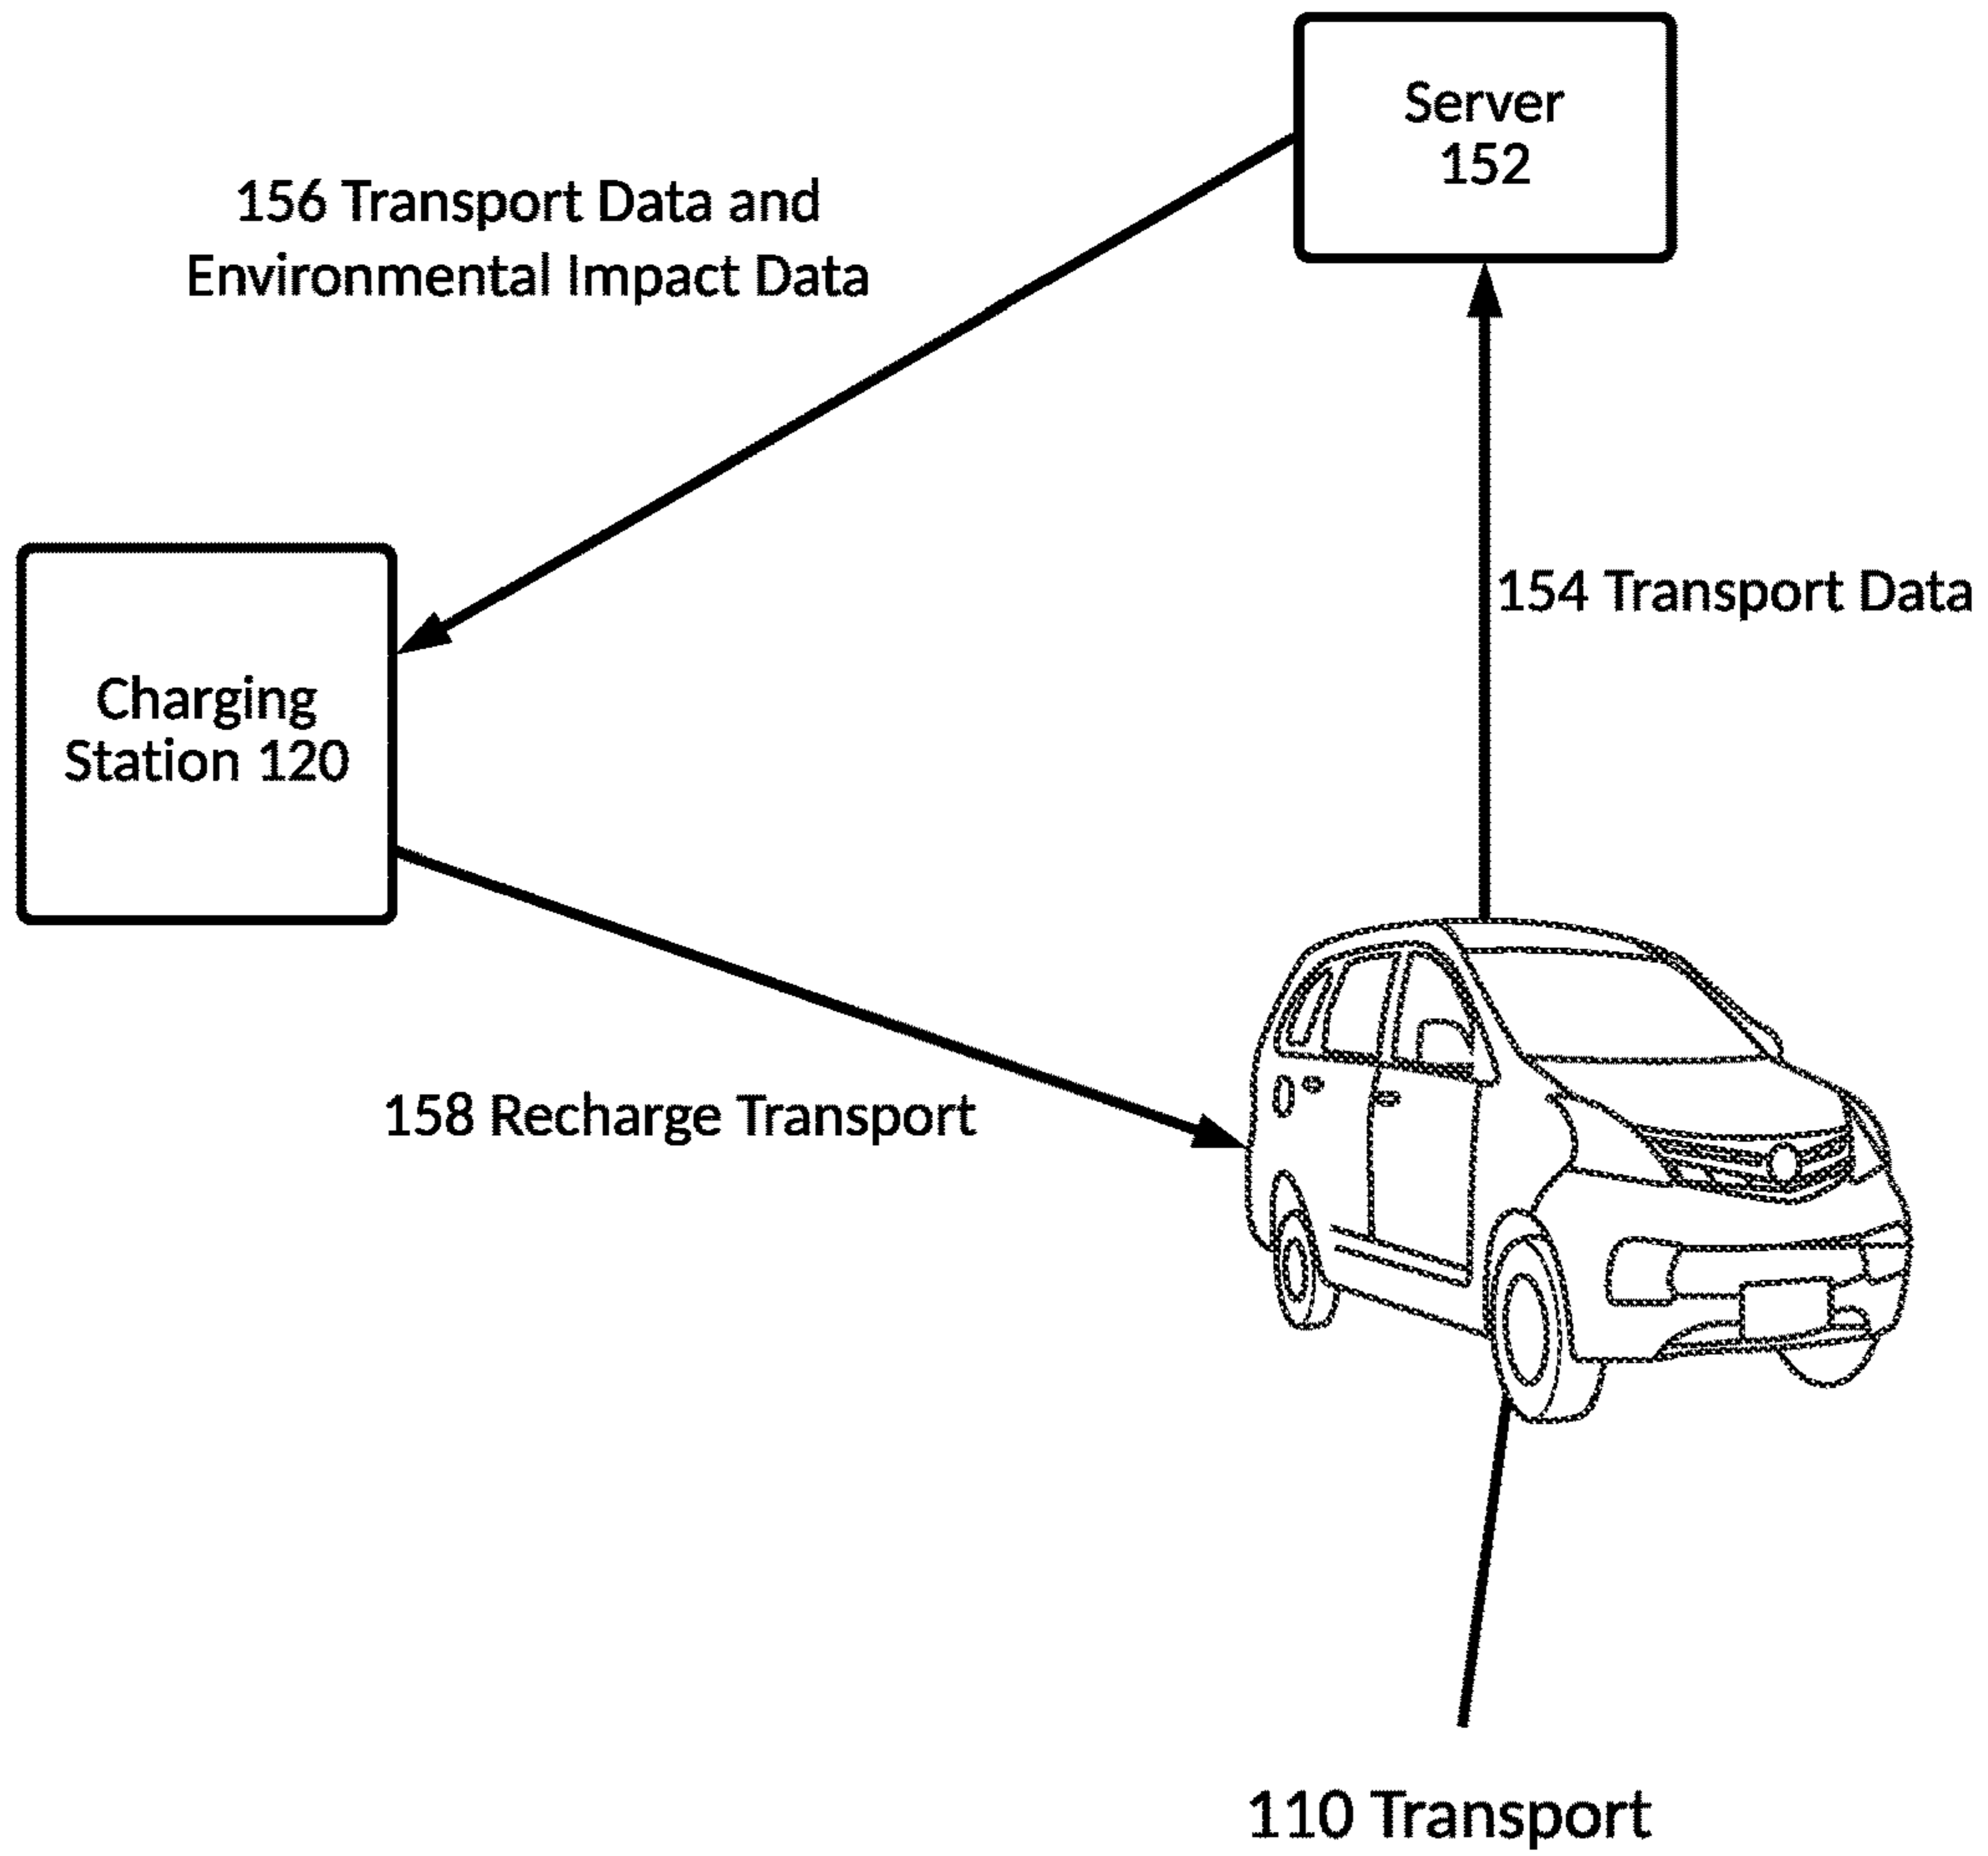 Server
152
156 Transport Data and
Environmental Impact Data
154 Transport Data
Charging
Station 120
158 Recharge Transport
110 Transport